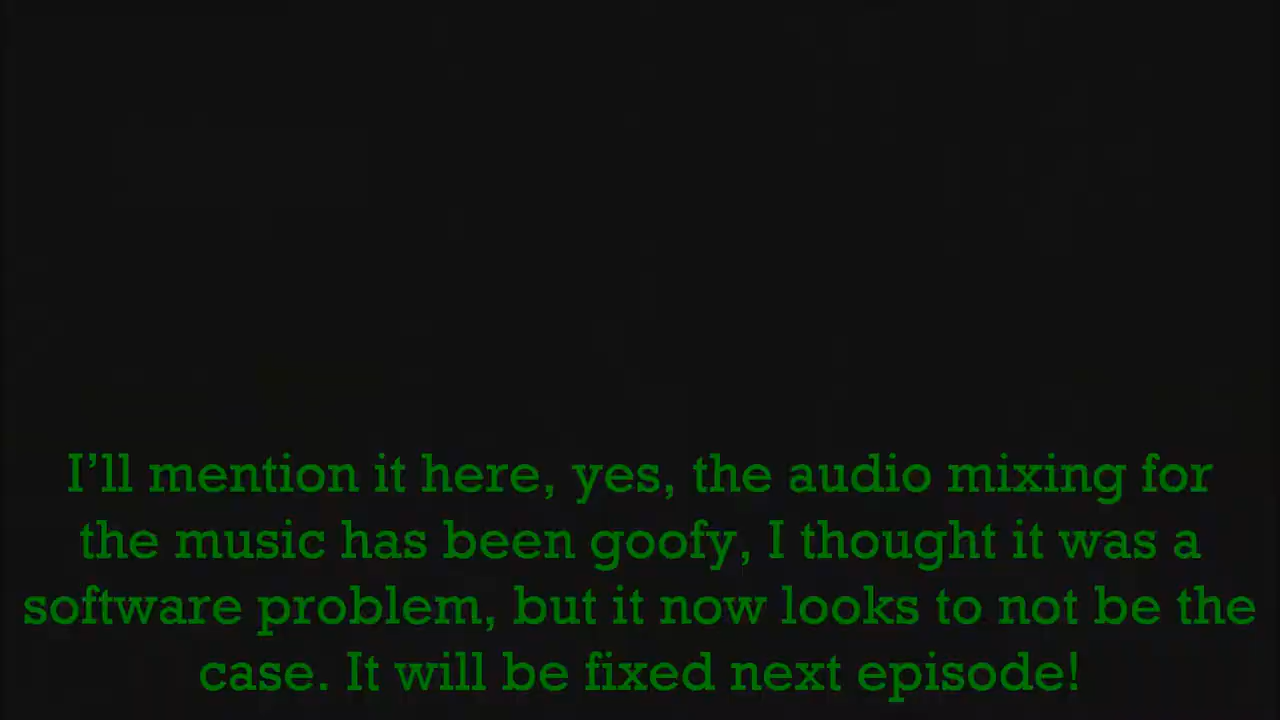 I’ll mention it here, yes, the audio mixing for
the music has been goofy, I thought it was a
software problem, but it now looks to not be the
case. It will be fixed next episode!